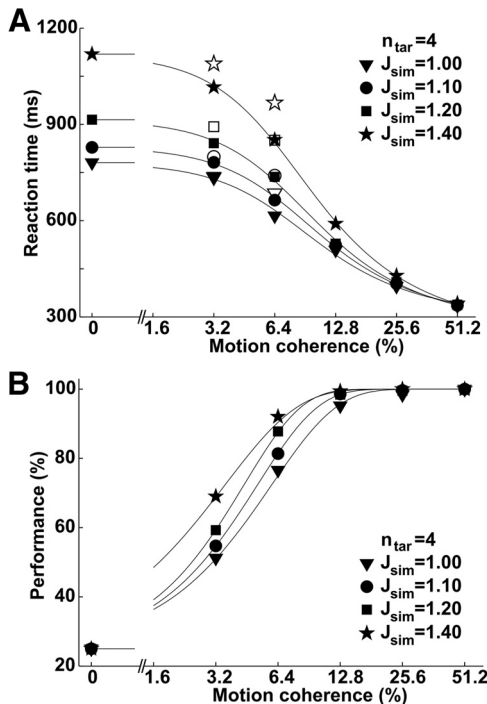 A
1200
900
600
300
Reaction time (ms)
n_tar=4
J_sim=1.00
J_sim=1.10
J_sim=1.20
J_sim=1.40
0 // 1.6 3.2 6.4 12.8 25.6 51.2
Motion coherence (%)
B
100
80
60
40
20
Performance (%)
n_tar=4
J_sim=1.00
J_sim=1.10
J_sim=1.20
J_sim=1.40
0 // 1.6 3.2 6.4 12.8 25.6 51.2
Motion coherence (%)